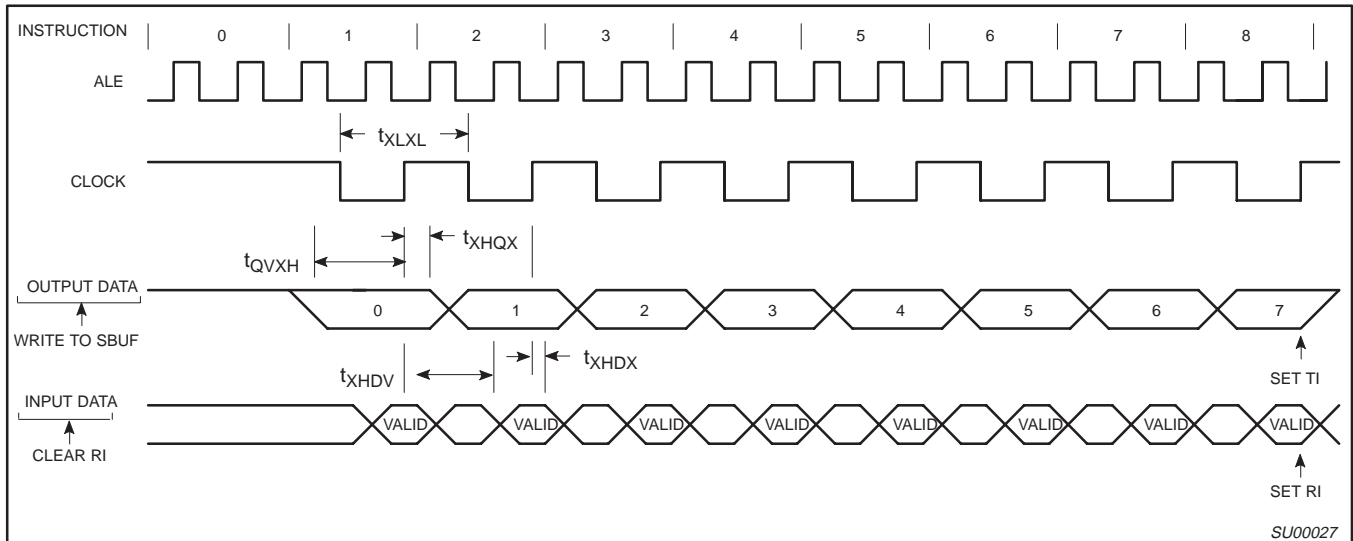 INSTRUCTION 0 1 2 3 4 5 6 7 8
ALE
tXLXL
CLOCK
tXHQX
tQVXH
OUTPUT DATA
0 1 2 3 4 5 6 7
WRITE TO SBUF
tXHDX
tXHDV
SET TI
INPUT DATA
VALID VALID VALID VALID VALID VALID VALID VALID
CLEAR RI
SET RI
SU00027